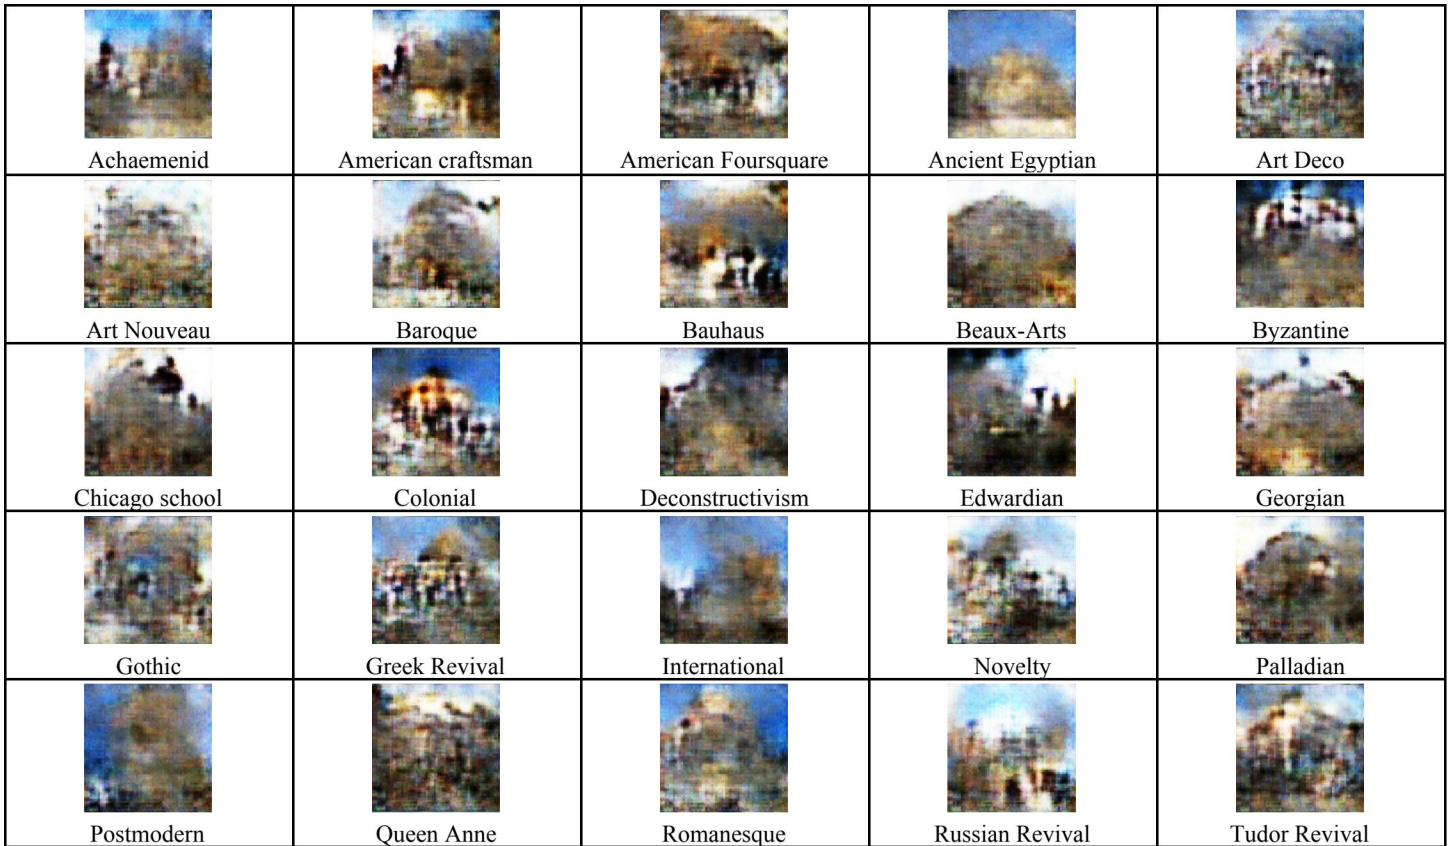 Achaemenid
American craftsman
American Foursquare
Ancient Egyptian
Art Deco
Art Nouveau
Baroque
Bauhaus
Beaux-Arts
Byzantine
Chicago school
Colonial
Deconstructivism
Edwardian
Georgian
Gothic
Greek Revival
International
Novelty
Palladian
Postmodern
Queen Anne
Romanesque
Russian Revival
Tudor Revival